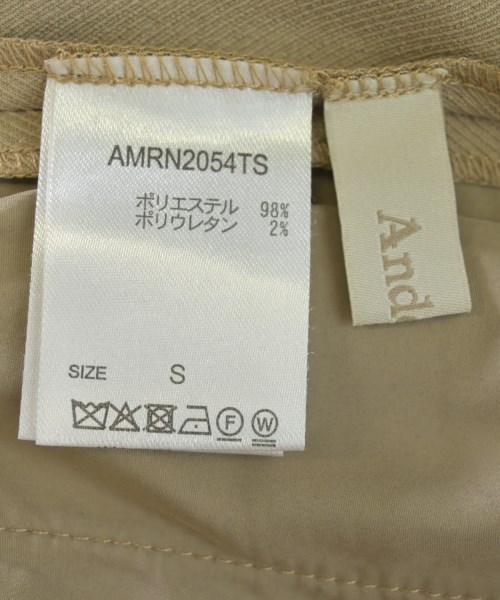 AMRN2054TS
ポリエステル 98%
ポリウレタン 2%
SIZE S
F W
And